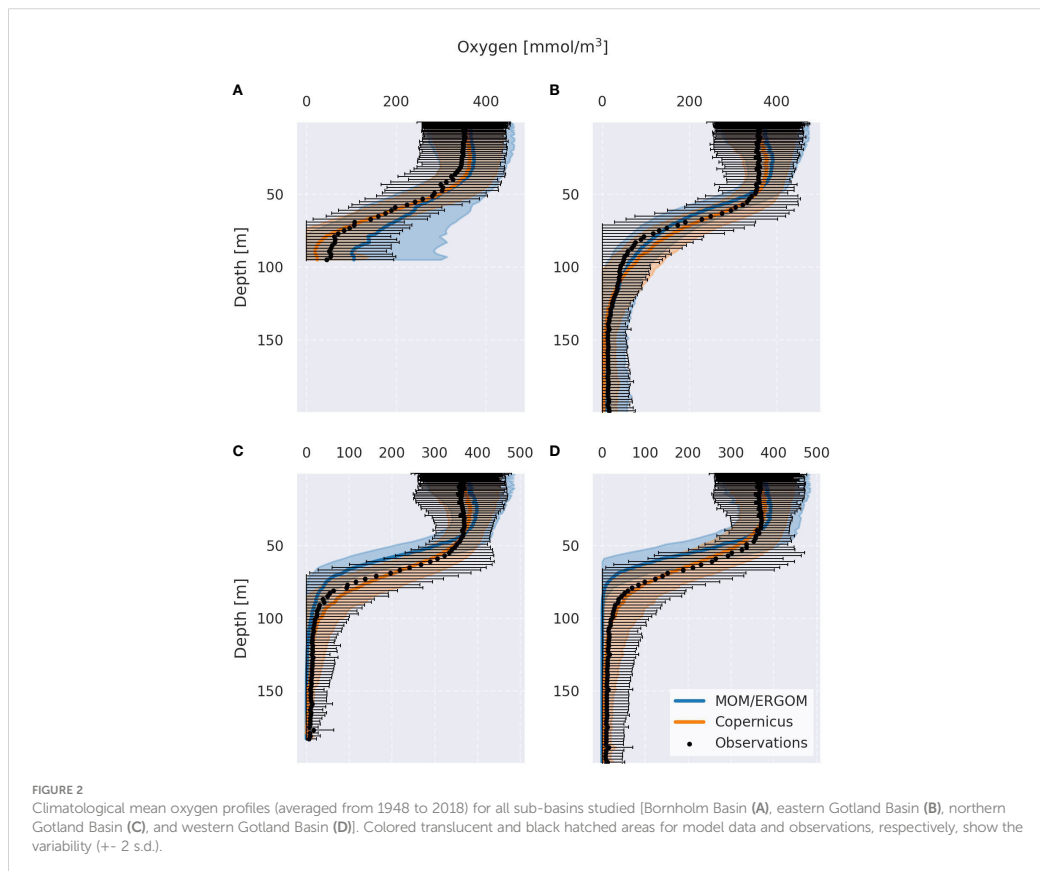 Oxygen [mmol/m³]
A
0 200 400
50
100
150
Depth [m]
B
0 200 400
50
100
150
C
0 100 200 300 400 500
50
100
150
Depth [m]
D
0 100 200 300 400 500
50
100
150
MOM/ERGOM
Copernicus
Observations
FIGURE 2
Climatological mean oxygen profiles (averaged from 1948 to 2018) for all sub-basins studied [Bornholm Basin (A), eastern Gotland Basin (B), northern
Gotland Basin (C), and western Gotland Basin (D)]. Colored translucent and black hatched areas for model data and observations, respectively, show the
variability (+- 2 s.d.).